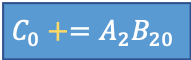 C₀ += A₂B₂₀